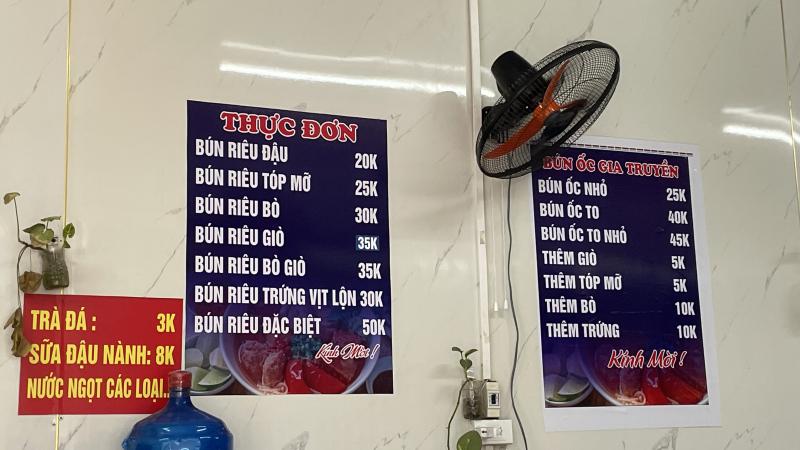 THỰC ĐƠN
BÚN RIÊU ĐẬU 20K
BÚN RIÊU TÓP MỠ 25K
BÚN RIÊU BÒ 30K
BÚN RIÊU GIÒ 35K
BÚN RIÊU BÒ GIÒ 35K
BÚN RIÊU TRỨNG VỊT LỘN 30K
BÚN RIÊU ĐẶC BIỆT 50K
Kính Mời !
TRÀ ĐÁ : 3K
SỮA ĐẬU NÀNH: 8K
NƯỚC NGỌT CÁC LOẠI..
BÚN ỐC GIA TRUYỀN
BÚN ỐC NHỎ 25K
BÚN ỐC TO 40K
BÚN ỐC TO NHỎ 45K
THÊM GIÒ 5K
THÊM TÓP MỠ 5K
THÊM BÒ 10K
THÊM TRỨNG 10K
Kính Mời !